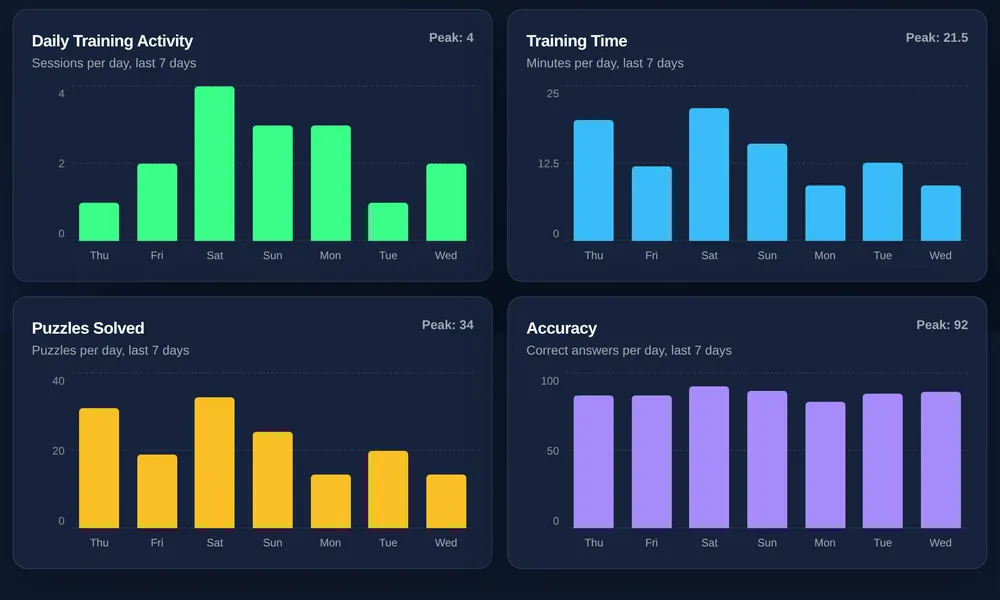 Daily Training Activity
Peak: 4
Sessions per day, last 7 days
4
2
0
Thu Fri Sat Sun Mon Tue Wed
Training Time
Peak: 21.5
Minutes per day, last 7 days
25
12.5
0
Thu Fri Sat Sun Mon Tue Wed
Puzzles Solved
Peak: 34
Puzzles per day, last 7 days
40
20
0
Thu Fri Sat Sun Mon Tue Wed
Accuracy
Peak: 92
Correct answers per day, last 7 days
100
50
0
Thu Fri Sat Sun Mon Tue Wed